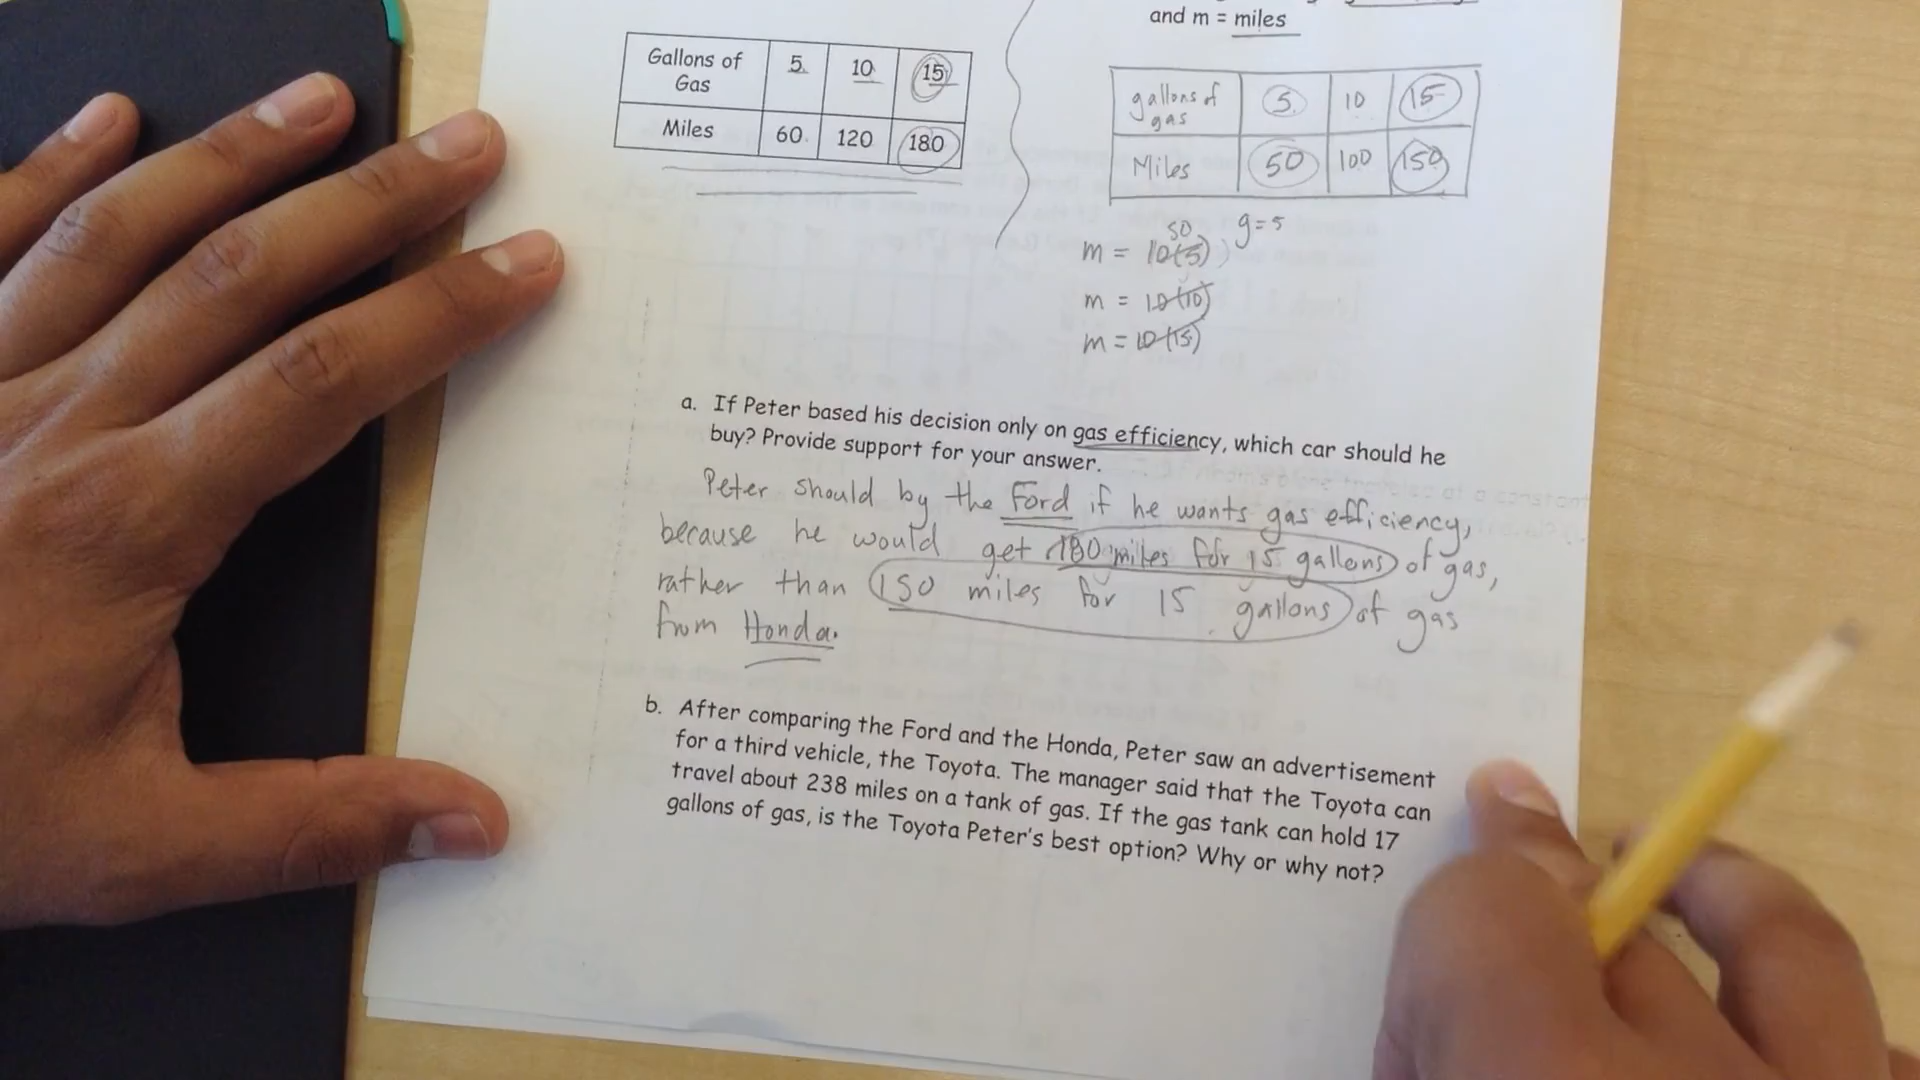 and m = miles
Gallons of Gas 5 10 15
Miles 60 120 180
gallons of gas 5 10 15
Miles 50 100 150
50 g=5
m = 10(5)
m = 10(10)
m = 10(15)
a. If Peter based his decision only on gas efficiency, which car should he
buy? Provide support for your answer.
Peter should by the Ford if he wants gas efficiency,
because he would get 180 miles for 15 gallons of gas,
rather than 150 miles for 15 gallons of gas
from Honda.
b. After comparing the Ford and the Honda, Peter saw an advertisement
for a third vehicle, the Toyota. The manager said that the Toyota can
travel about 238 miles on a tank of gas. If the gas tank can hold 17
gallons of gas, is the Toyota Peter's best option? Why or why not?